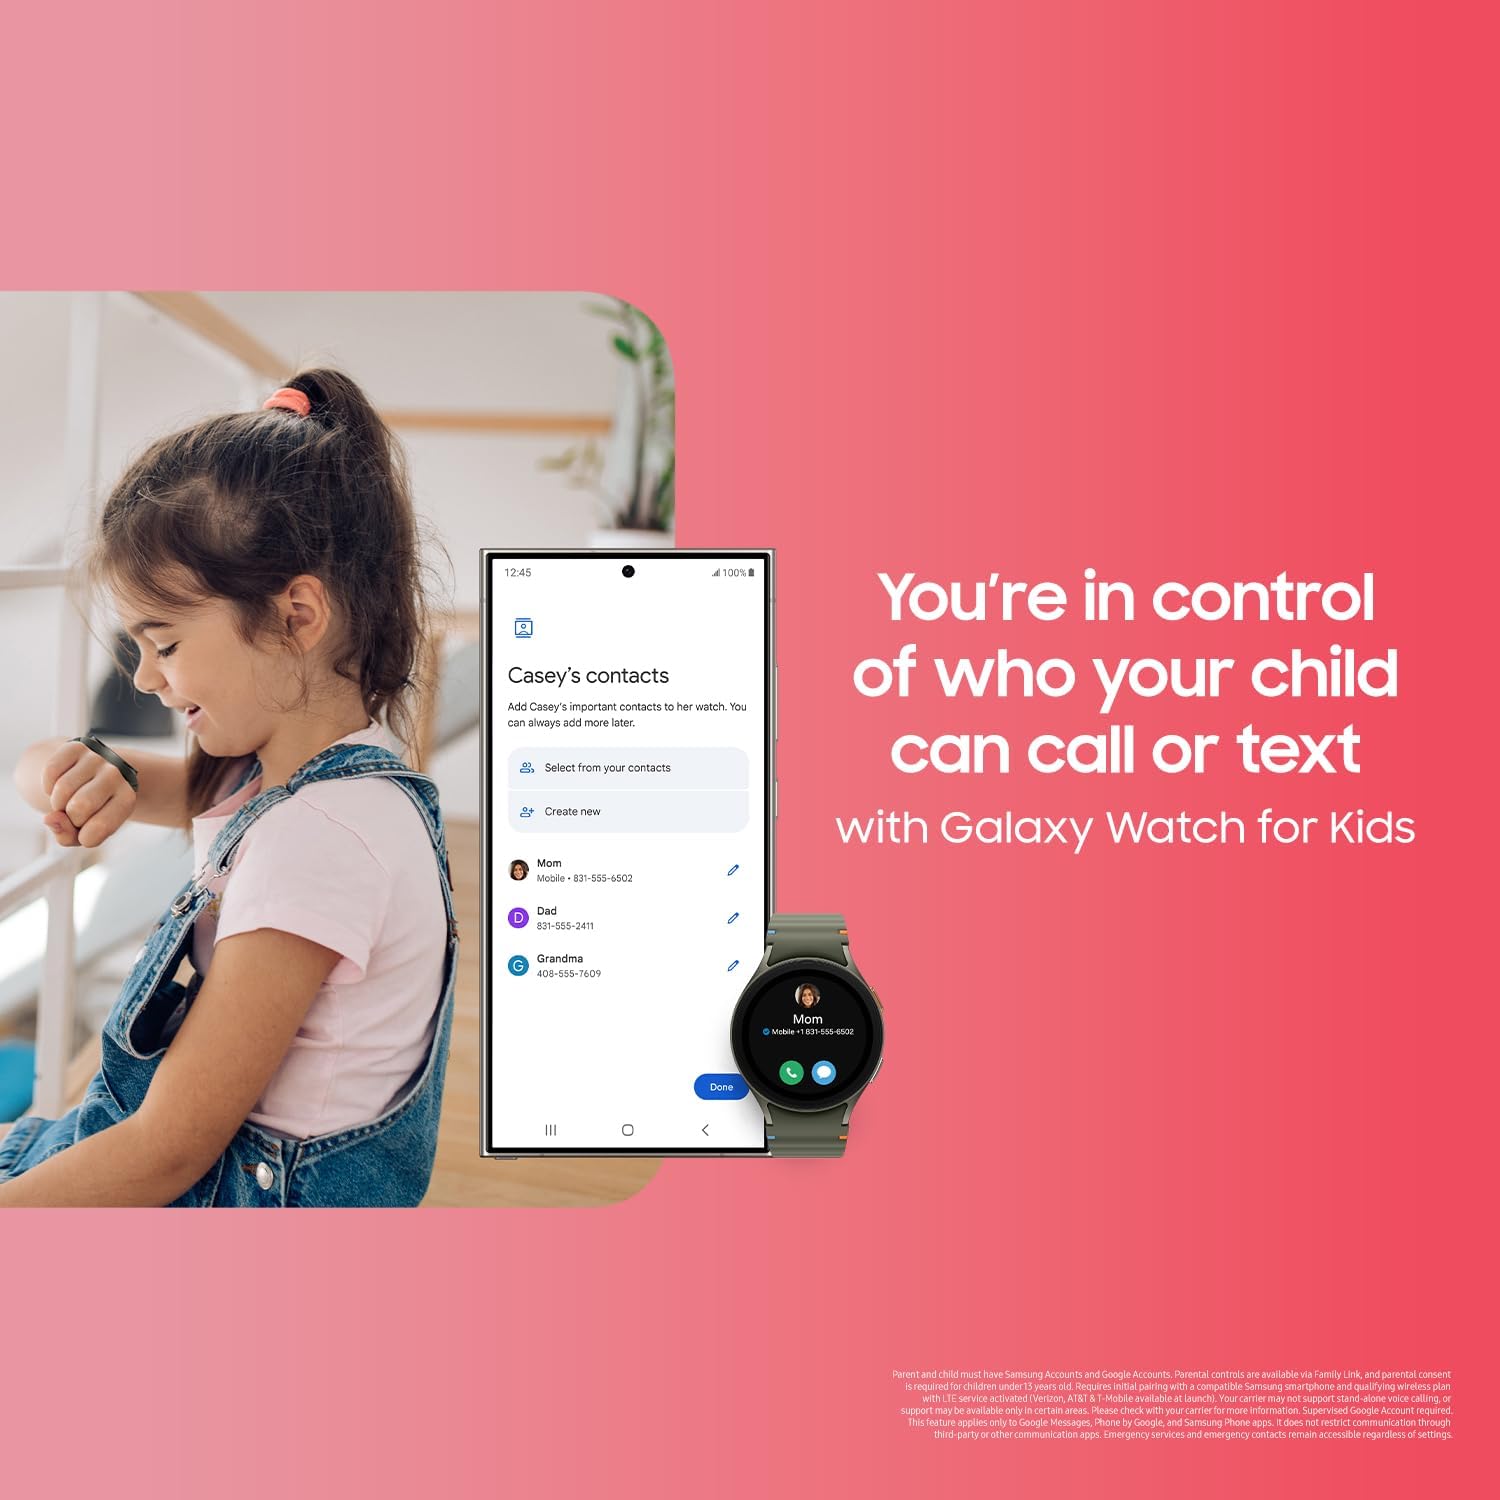 12:45
100%
Casey's contacts
Add Casey's important contacts to her watch. You
can always add more later.
Select from your contacts
Create new
Mom
Mobile • 831-555-6502
D
Dad
831-555-2411
G
Grandma
408-555-7609
Done
Mom
Mobile +1 831-555-6502
You're in control
of who your child
can call or text
with Galaxy Watch for Kids
Parent and child must have Samsung Accounts and Google Accounts. Parental controls are available via Family Link, and parental consent
is required for children under 13 years old. Requires initial pairing with a compatible Samsung smartphone and qualifying wireless plan
with LTE service activated (Verizon, AT&T & T-Mobile available at launch). Your carrier may not support stand-alone voice calling, or
support may be available only in certain areas. Please check with your carrier for more information. Supervised Google Account required.
This feature applies only to Google Messages, Phone by Google, and Samsung Phone apps. It does not restrict communication through
third-party or other communication apps. Emergency services and emergency contacts remain accessible regardless of settings.